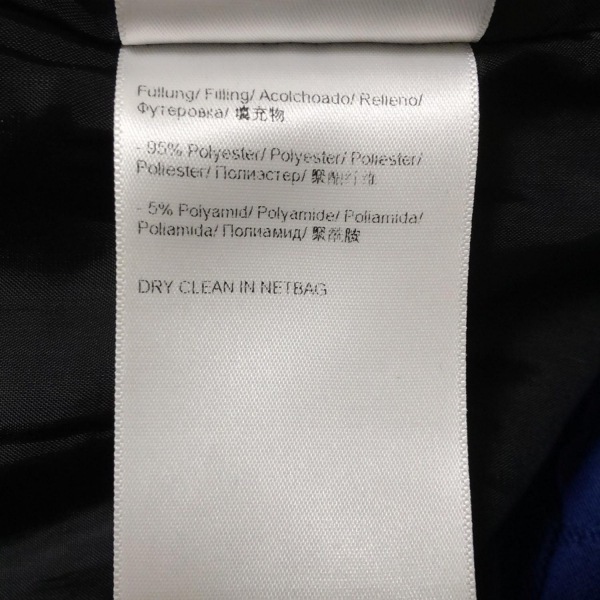 Füllung/ Filling/ Acolchoado/ Relleno/
Футеровка/ 填充物
- 95% Polyester/ Polyester/ Poliester/
Poliester/ Полиэстер/ 聚酯纤维
- 5% Polyamid/ Polyamide/ Poliamida/
Poliamida/ Полиамид/ 聚酰胺
DRY CLEAN IN NETBAG